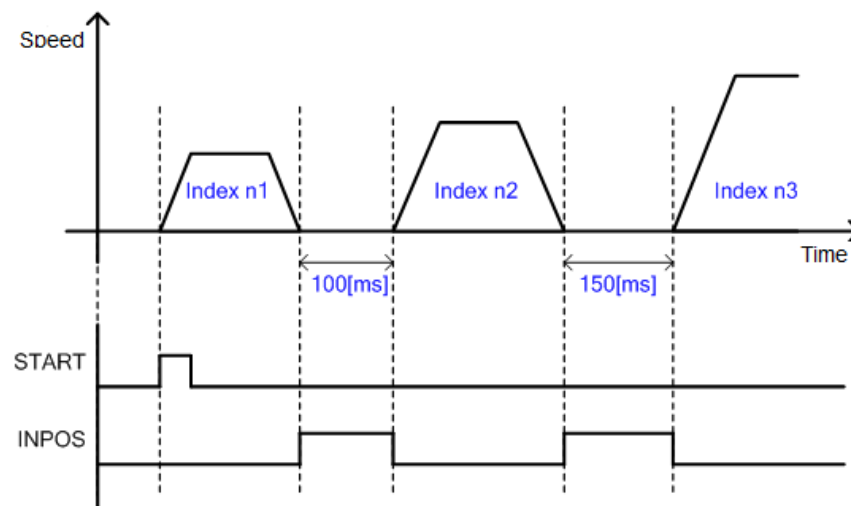 Speed
Index n1
Index n2
Index n3
Time
100[ms]
150[ms]
START
INPOS